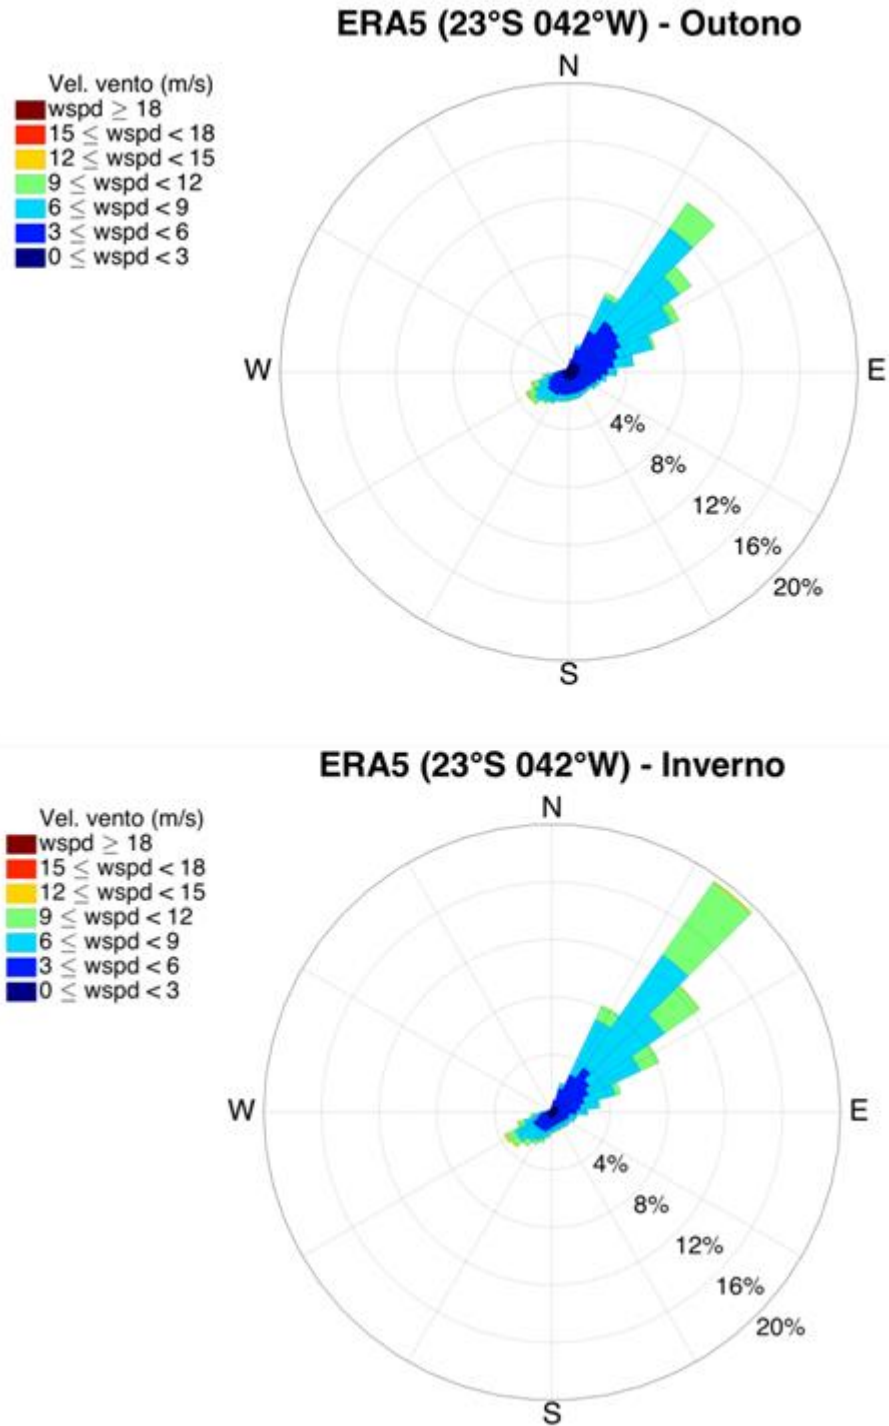 ERA5 (23°S 042°W) - Outono
Vel. vento (m/s)
wspd ≥ 18
15 ≤ wspd < 18
12 ≤ wspd < 15
9 ≤ wspd < 12
6 ≤ wspd < 9
3 ≤ wspd < 6
0 ≤ wspd < 3
N
W
E
4%
8%
12%
16%
20%
S
ERA5 (23°S 042°W) - Inverno
Vel. vento (m/s)
wspd ≥ 18
15 ≤ wspd < 18
12 ≤ wspd < 15
9 ≤ wspd < 12
6 ≤ wspd < 9
3 ≤ wspd < 6
0 ≤ wspd < 3
N
W
E
4%
8%
12%
16%
20%
S